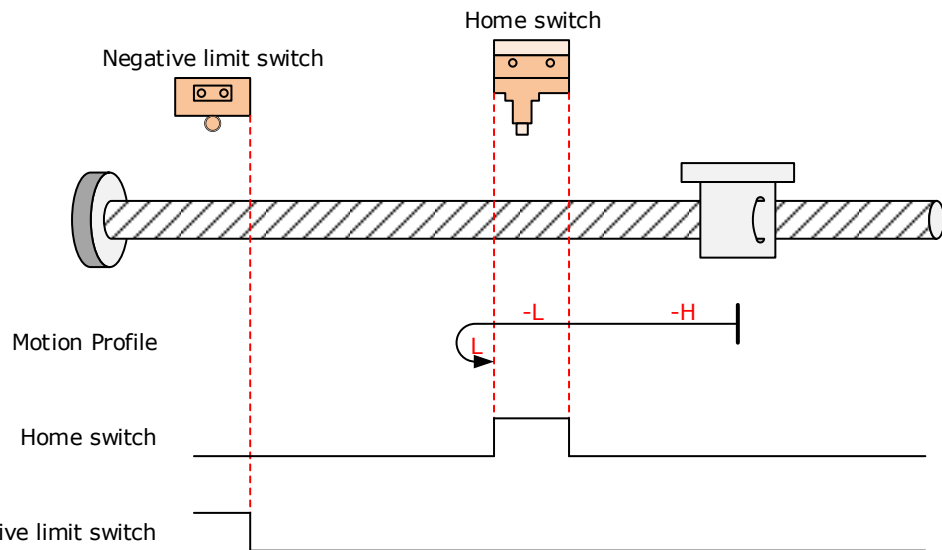 Home switch
Negative limit switch
-L
-H
Motion Profile
L
Home switch
ive limit switch